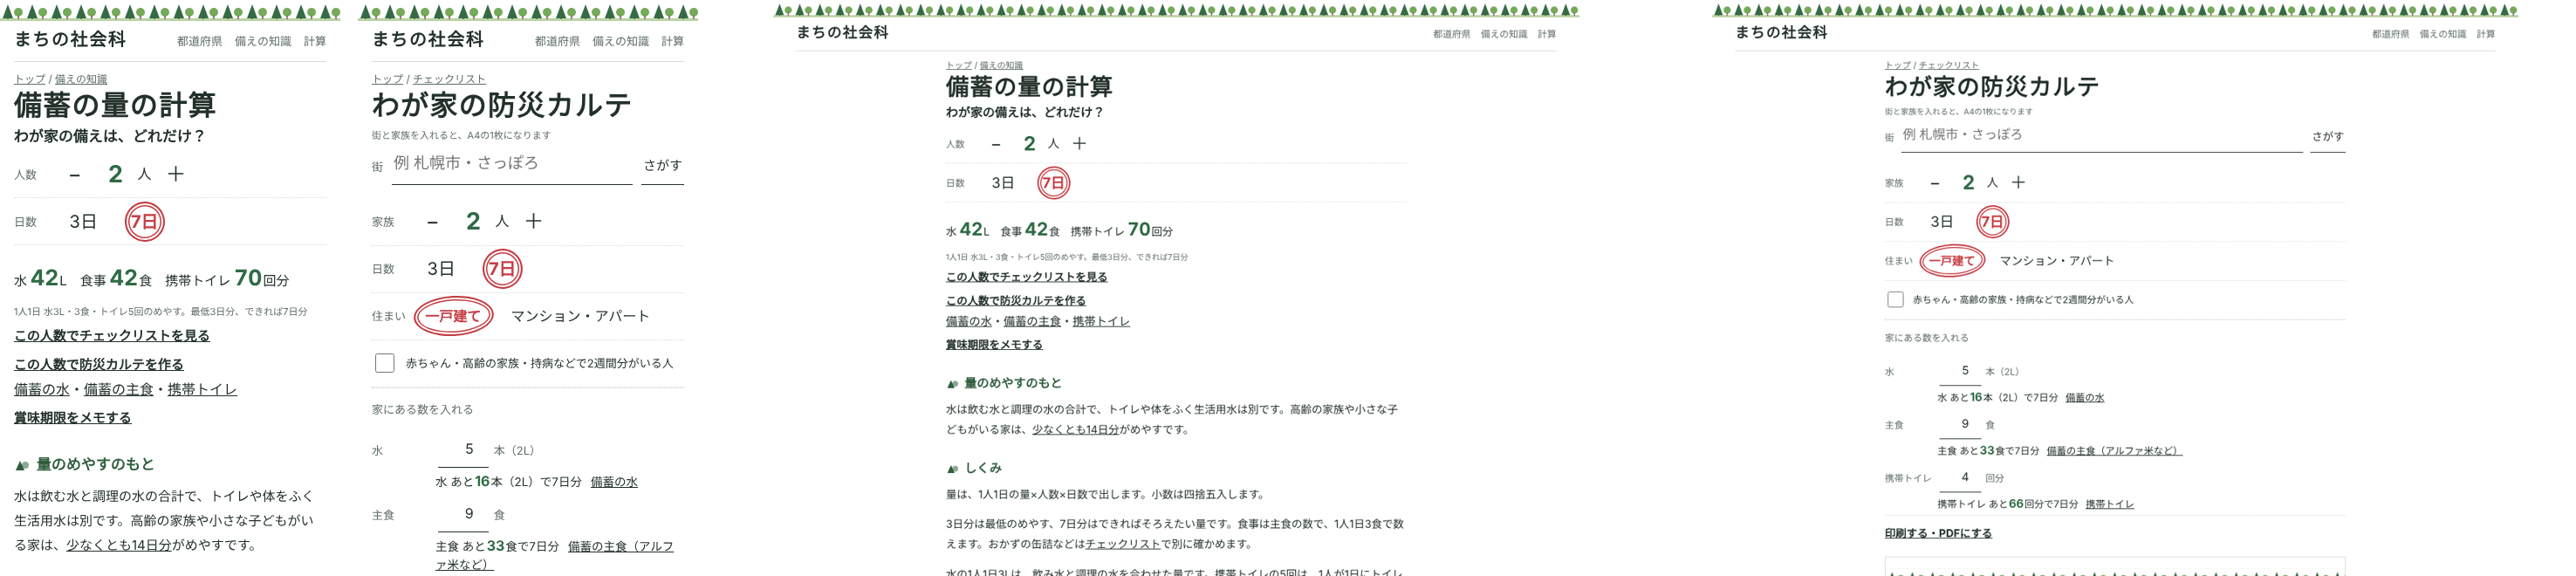 まちの社会科
都道府県 備えの知識 計算
トップ / 備えの知識
備蓄の量の計算
わが家の備えは、どれだけ？
人数 − 2 人 ＋
日数 3日 7日
水 42L 食事 42食 携帯トイレ 70回分
1人1日 水3L・3食・トイレ5回のめやす。最低3日分、できれば7日分
この人数でチェックリストを見る
この人数で防災カルテを作る
備蓄の水・備蓄の主食・携帯トイレ
賞味期限をメモする
量のめやすのもと
水は飲む水と調理の水の合計で、トイレや体をふく
生活用水は別です。高齢の家族や小さな子どもがい
る家は、少なくとも14日分がめやすです。
まちの社会科
都道府県 備えの知識 計算
トップ / チェックリスト
わが家の防災カルテ
街と家族を入れると、A4の1枚になります
街 例 札幌市・さっぽろ さがす
家族 − 2 人 ＋
日数 3日 7日
住まい 一戸建て マンション・アパート
赤ちゃん・高齢の家族・持病などで2週間分がいる人
家にある数を入れる
水 5 本（2L）
水 あと16本（2L）で7日分 備蓄の水
主食 9 食
主食 あと33食で7日分 備蓄の主食（アルフ
ァ米など）
まちの社会科
都道府県 備えの知識 計算
トップ / 備えの知識
備蓄の量の計算
わが家の備えは、どれだけ？
人数 − 2 人 ＋
日数 3日 7日
水 42L 食事 42食 携帯トイレ 70回分
1人1日 水3L・3食・トイレ5回のめやす。最低3日分、できれば7日分
この人数でチェックリストを見る
この人数で防災カルテを作る
備蓄の水・備蓄の主食・携帯トイレ
賞味期限をメモする
量のめやすのもと
水は飲む水と調理の水の合計で、トイレや体をふく生活用水は別です。高齢の家族や小さな子
どもがいる家は、少なくとも14日分がめやすです。
しくみ
量は、1人1日の量×人数×日数で出します。小数は四捨五入します。
3日分は最低のめやす、7日分はできればそろえたい量です。食事は主食の数で、1人1日3食で数
えます。おかずの缶詰などはチェックリストで別に確かめます。
水の1人1日3Lは、飲み水と調理の水を合わせた量です。携帯トイレの5回は、1人が1日にトイレ
まちの社会科
都道府県 備えの知識 計算
トップ / チェックリスト
わが家の防災カルテ
街と家族を入れると、A4の1枚になります
街 例 札幌市・さっぽろ さがす
家族 − 2 人 ＋
日数 3日 7日
住まい 一戸建て マンション・アパート
赤ちゃん・高齢の家族・持病などで2週間分がいる人
家にある数を入れる
水 5 本（2L）
水 あと16本（2L）で7日分 備蓄の水
主食 9 食
主食 あと33食で7日分 備蓄の主食（アルファ米など）
携帯トイレ 4 回分
携帯トイレ あと66回分で7日分 携帯トイレ
印刷する・PDFにする